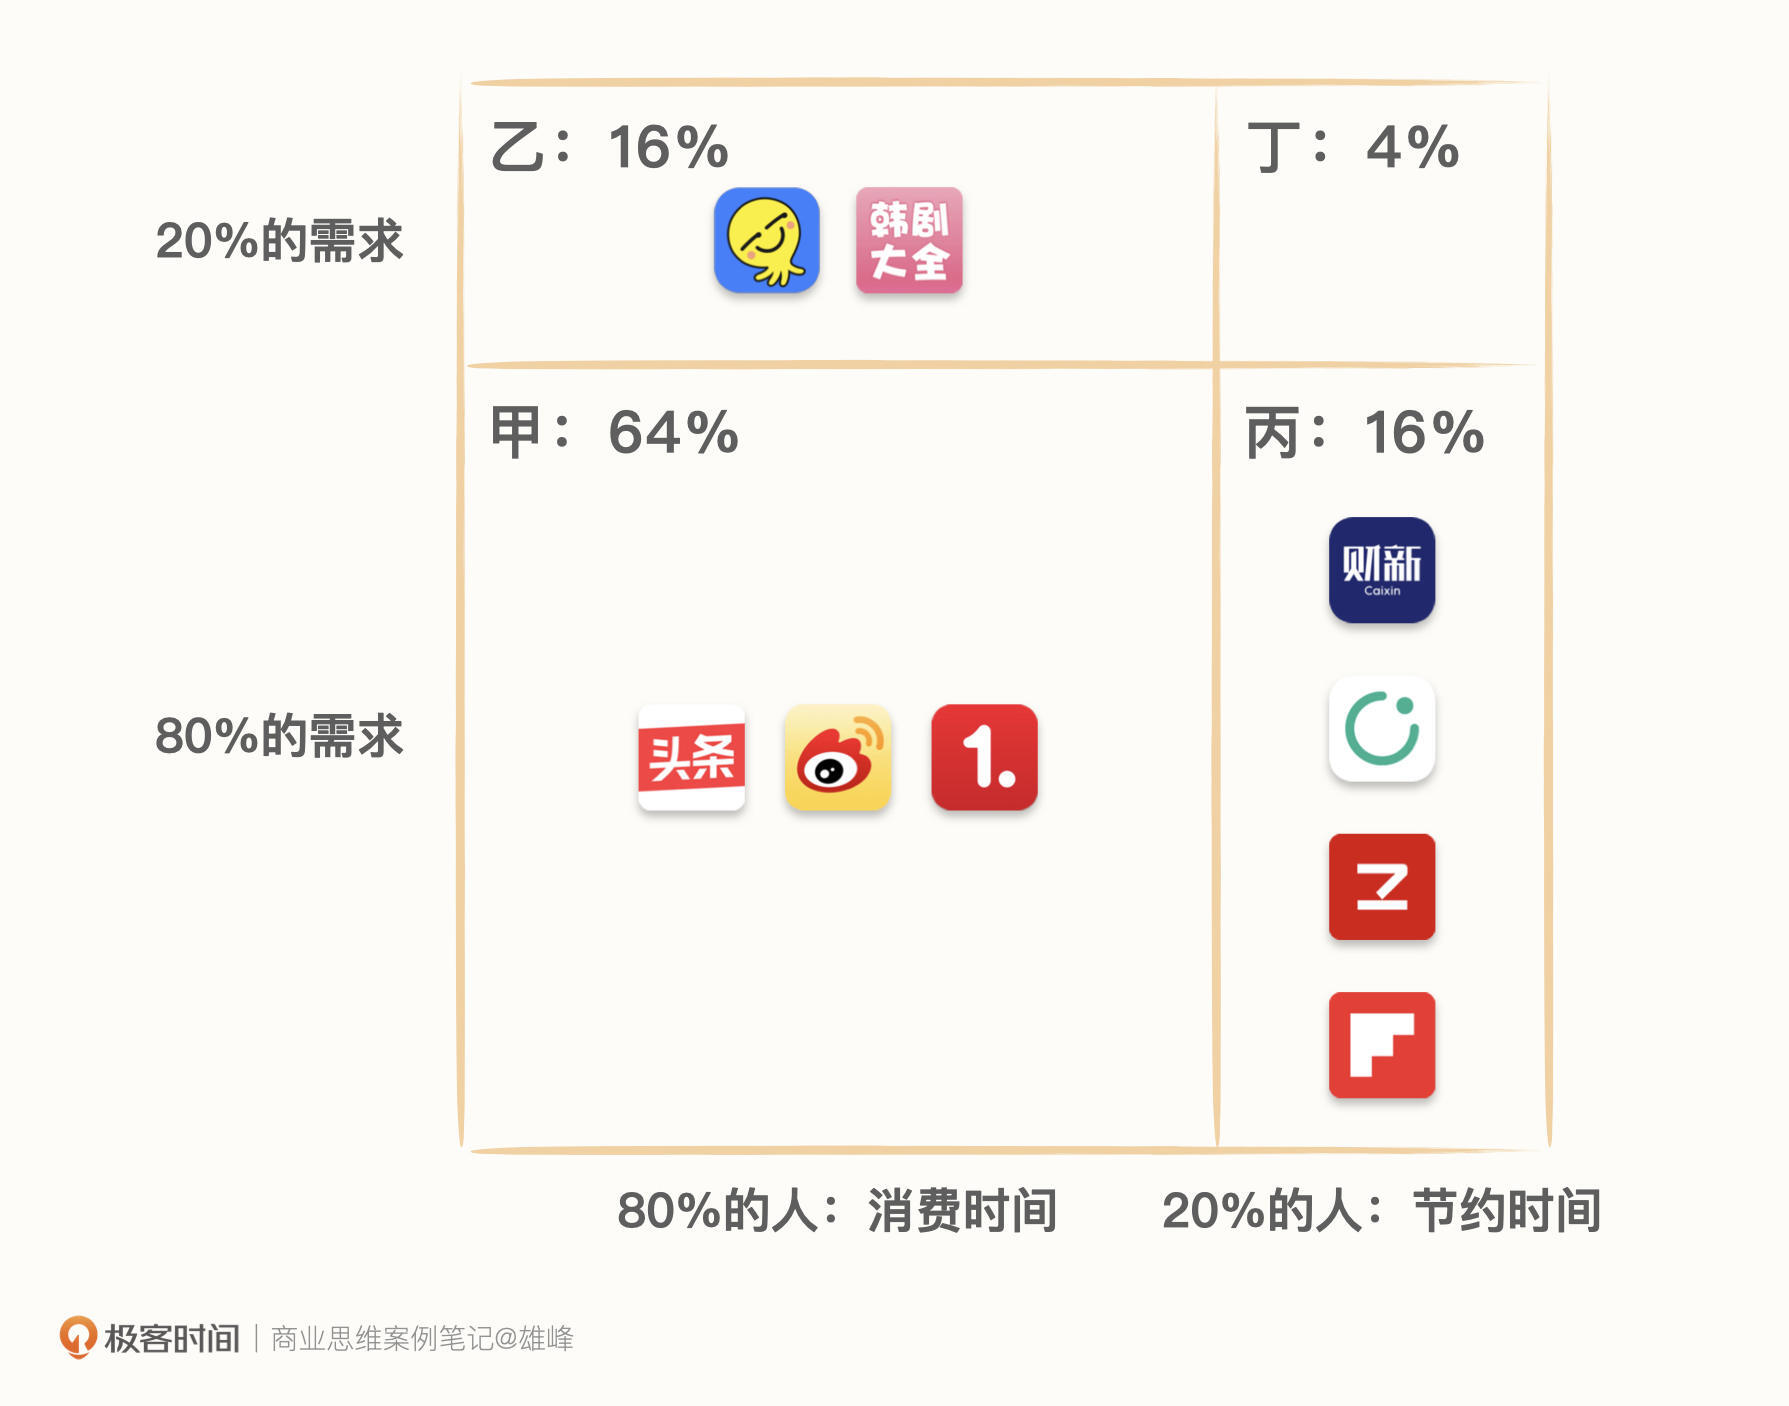 乙：16%
丁：4%
20%的需求
韩剧
大全
甲：64%
丙：16%
财新
Caixin
80%的需求
头条
1.
80%的人：消费时间
20%的人：节约时间
极客时间 | 商业思维案例笔记@雄峰